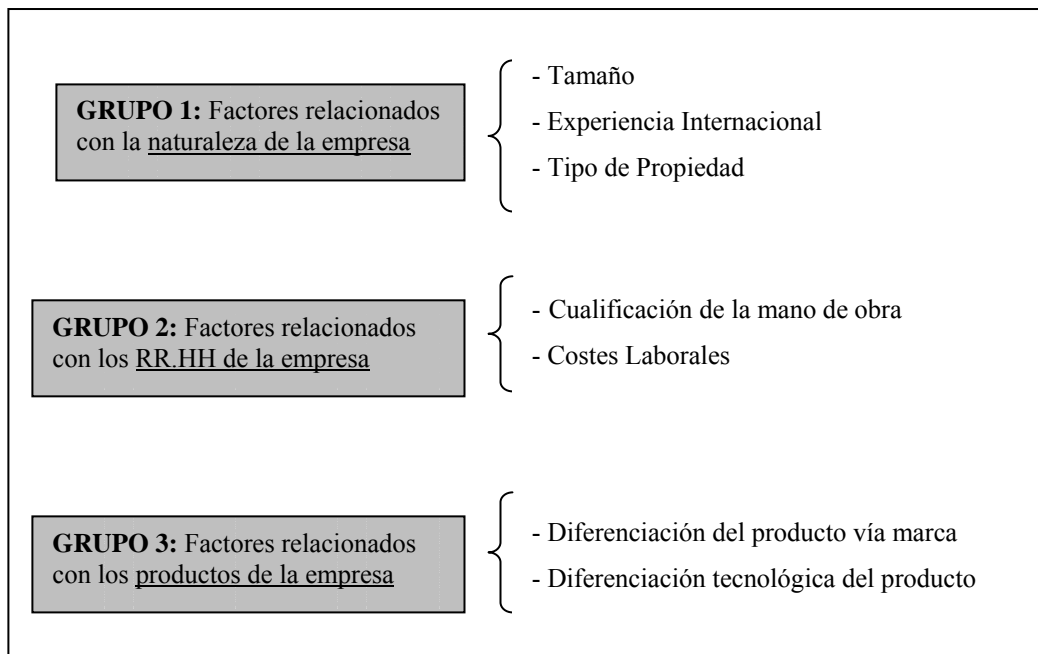 GRUPO 1: Factores relacionados
con la naturaleza de la empresa
- Tamaño
- Experiencia Internacional
- Tipo de Propiedad
GRUPO 2: Factores relacionados
con los RR.HH de la empresa
- Cualificación de la mano de obra
- Costes Laborales
GRUPO 3: Factores relacionados
con los productos de la empresa
- Diferenciación del producto vía marca
- Diferenciación tecnológica del producto